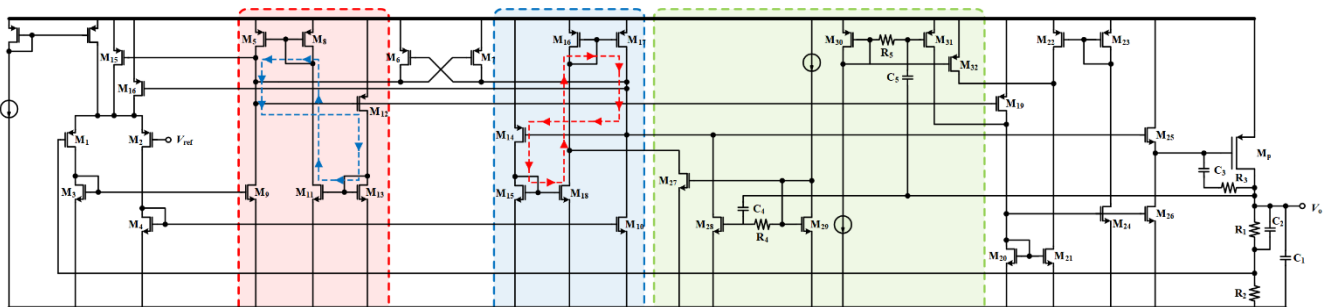 M5 M8 M6 M7 M16 M17 M30 R5 M31 M22 M23
M15 M32
M16 C5
M12 M19
M1 M2 Vref M14 M25 Mp
M27 C3 R3
M3 M9 M11 M13 M15 M18
C4 Vo
M4 M10 M28 R4 M29 M24 M26 R1 C2
M20 M21 C1
R2